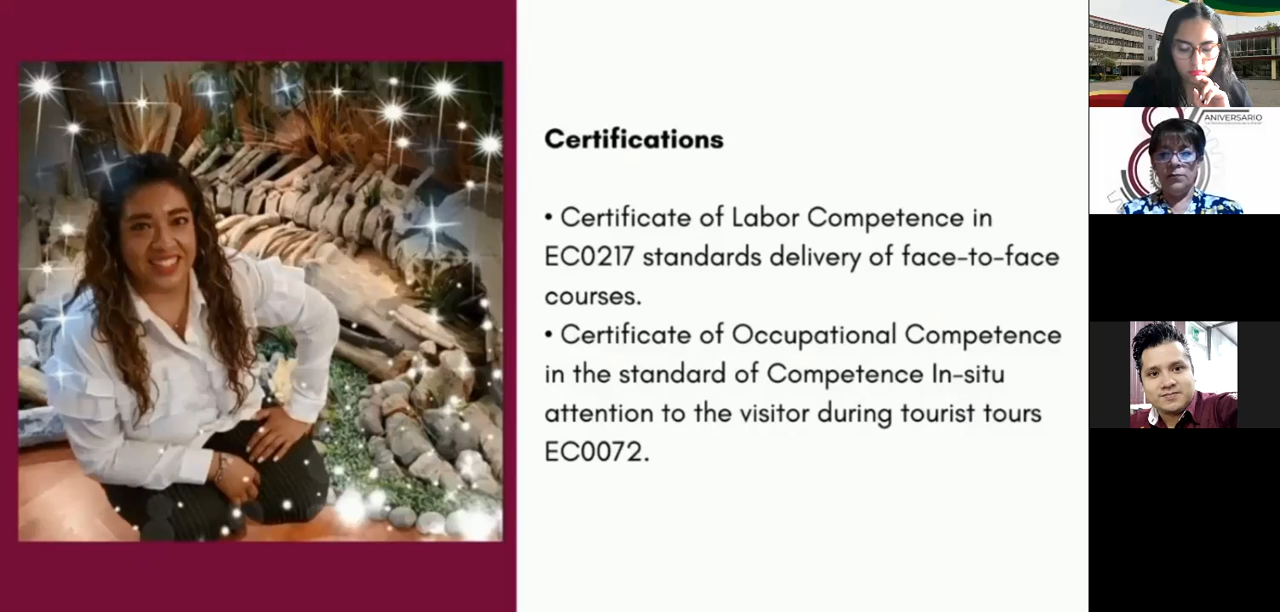 Certifications
• Certificate of Labor Competence in
EC0217 standards delivery of face-to-face
courses.
• Certificate of Occupational Competence
in the standard of Competence In-situ
attention to the visitor during tourist tours
EC0072.
ANIVERSARIO